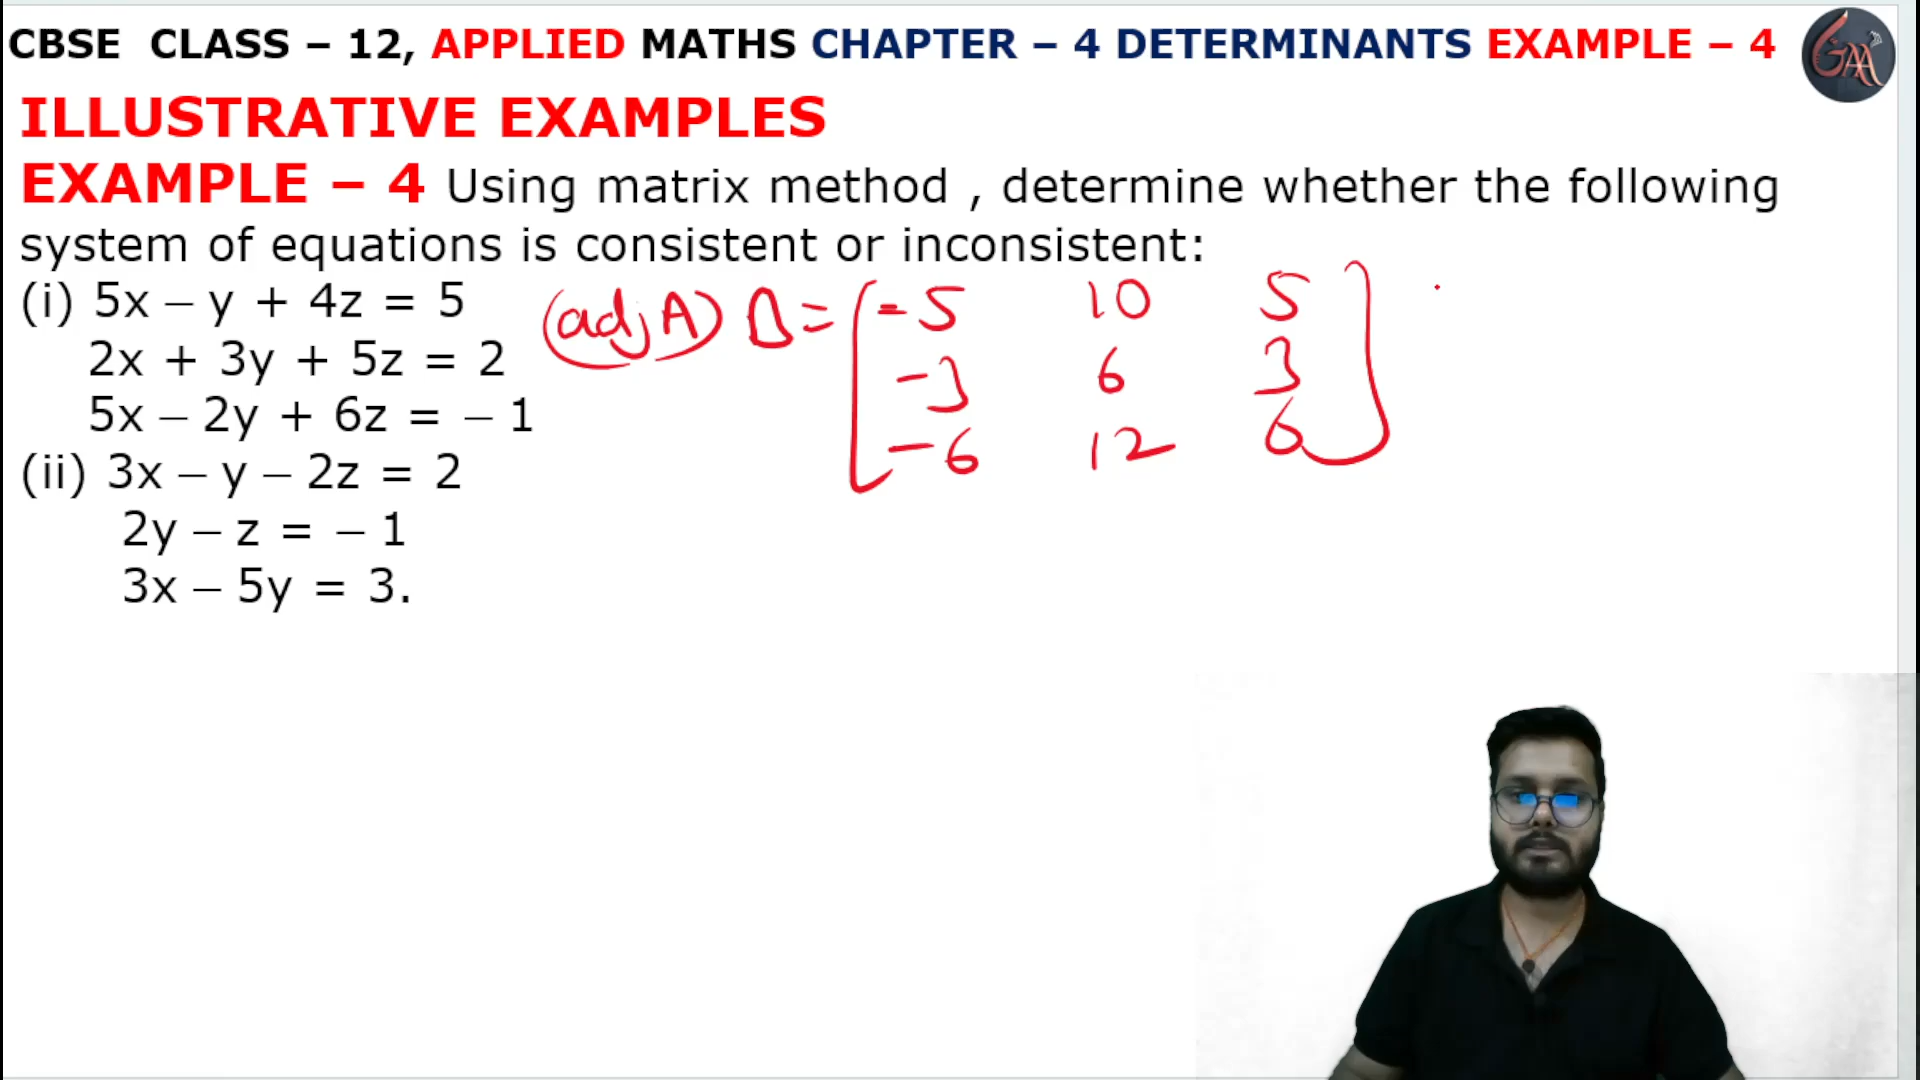 CBSE CLASS – 12, APPLIED MATHS CHAPTER – 4 DETERMINANTS EXAMPLE – 4
ILLUSTRATIVE EXAMPLES
EXAMPLE – 4 Using matrix method , determine whether the following
system of equations is consistent or inconsistent:
(i) 5x – y + 4z = 5
2x + 3y + 5z = 2
5x – 2y + 6z = – 1
(ii) 3x – y – 2z = 2
2y – z = – 1
3x – 5y = 3.
(adj A) B = [ -5 10 5
-3 6 3
-6 12 6 ]